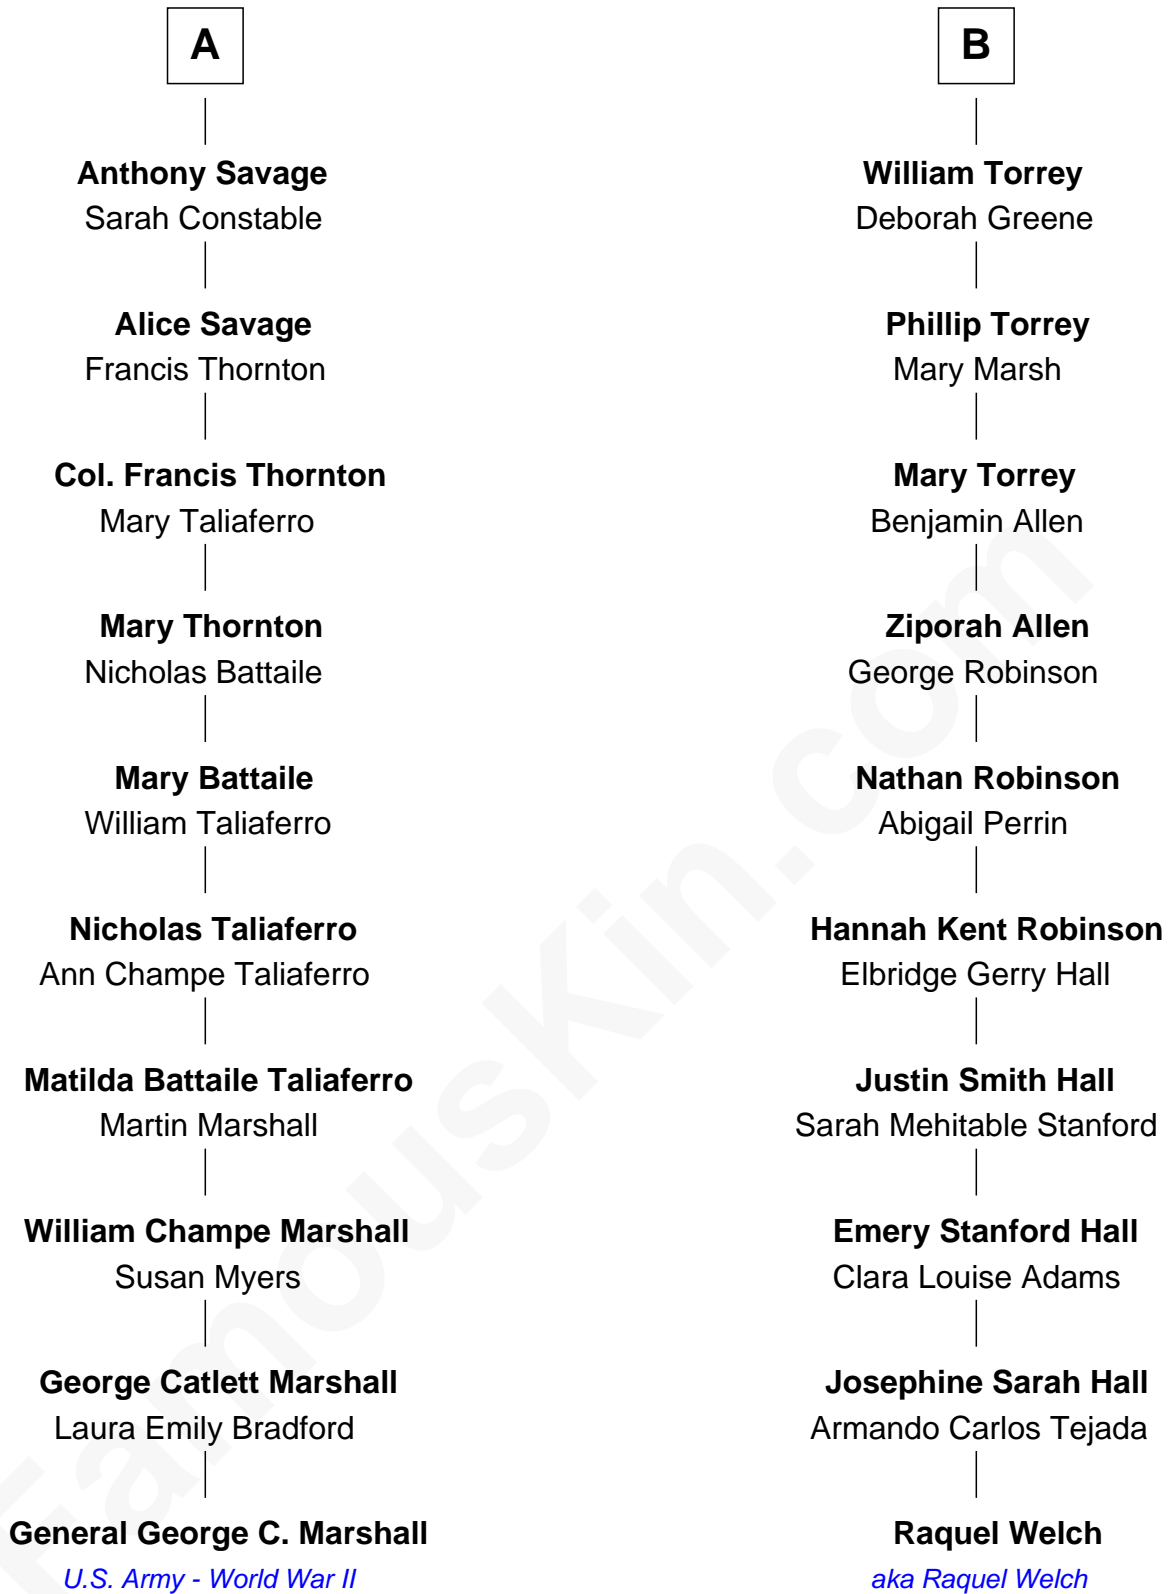 A
Anthony Savage
Sarah Constable
Alice Savage
Francis Thornton
Col. Francis Thornton
Mary Taliaferro
Mary Thornton
Nicholas Battaile
Mary Battaile
William Taliaferro
Nicholas Taliaferro
Ann Champe Taliaferro
Matilda Battaile Taliaferro
Martin Marshall
William Champe Marshall
Susan Myers
George Catlett Marshall
Laura Emily Bradford
General George C. Marshall
U.S. Army - World War II
B
William Torrey
Deborah Greene
Phillip Torrey
Mary Marsh
Mary Torrey
Benjamin Allen
Ziporah Allen
George Robinson
Nathan Robinson
Abigail Perrin
Hannah Kent Robinson
Elbridge Gerry Hall
Justin Smith Hall
Sarah Mehitable Stanford
Emery Stanford Hall
Clara Louise Adams
Josephine Sarah Hall
Armando Carlos Tejada
Raquel Welch
aka Raquel Welch
FamousKin.com